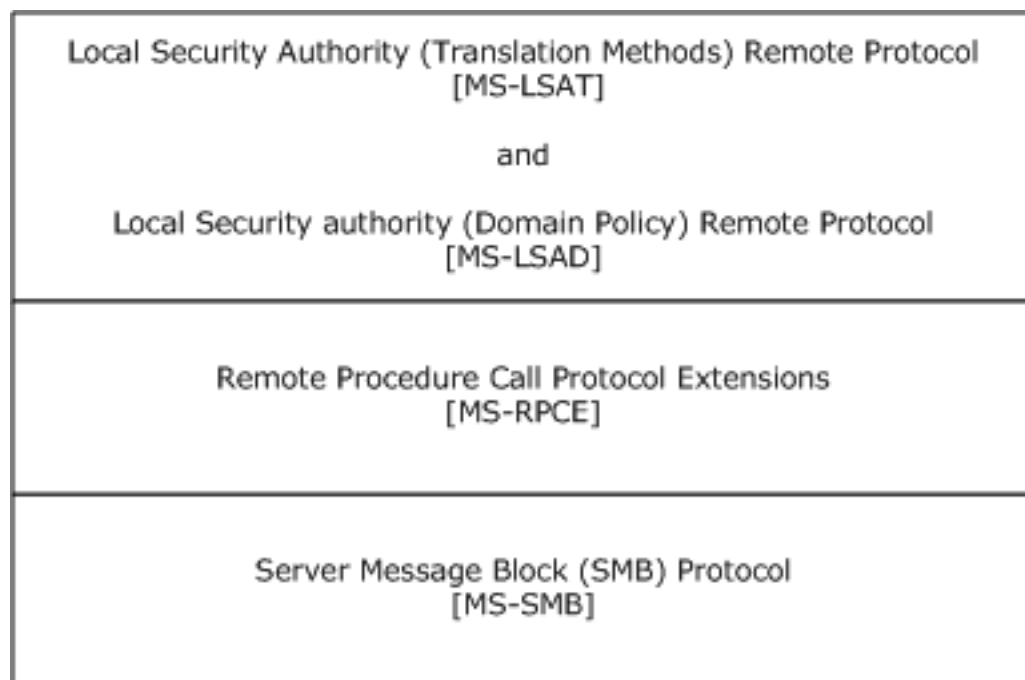 Local Security Authority (Translation Methods) Remote Protocol
[MS-LSAT]
and
Local Security authority (Domain Policy) Remote Protocol
[MS-LSAD]
Remote Procedure Call Protocol Extensions
[MS-RPCE]
Server Message Block (SMB) Protocol
[MS-SMB]